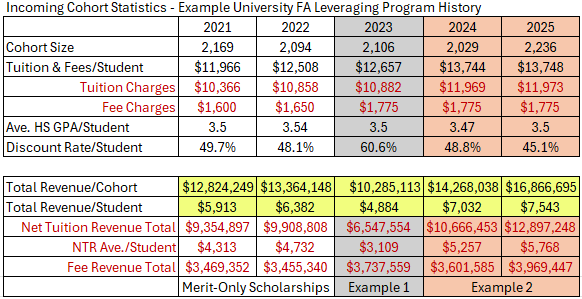 Incoming Cohort Statistics - Example University FA Leveraging Program History
2021 2022 2023 2024 2025
Cohort Size 2,169 2,094 2,106 2,029 2,236
Tuition & Fees/Student $11,966 $12,508 $12,657 $13,744 $13,748
Tuition Charges $10,366 $10,858 $10,882 $11,969 $11,973
Fee Charges $1,600 $1,650 $1,775 $1,775 $1,775
Ave. HS GPA/Student 3.5 3.54 3.5 3.47 3.5
Discount Rate/Student 49.7% 48.1% 60.6% 48.8% 45.1%
Total Revenue/Cohort $12,824,249 $13,364,148 $10,285,113 $14,268,038 $16,866,695
Total Revenue/Student $5,913 $6,382 $4,884 $7,032 $7,543
Net Tuition Revenue Total $9,354,897 $9,908,808 $6,547,554 $10,666,453 $12,897,248
NTR Ave./Student $4,313 $4,732 $3,109 $5,257 $5,768
Fee Revenue Total $3,469,352 $3,455,340 $3,737,559 $3,601,585 $3,969,447
Merit-Only Scholarships Example 1 Example 2